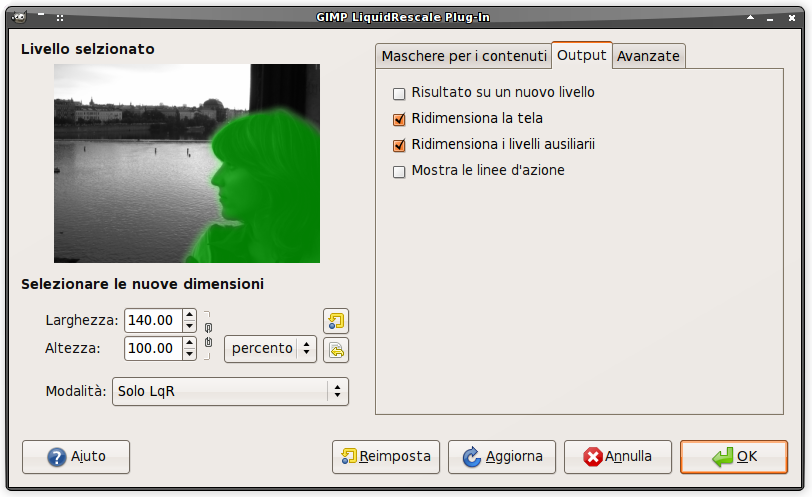 GIMP LiquidRescale Plug-In
Livello selzionato
Maschere per i contenuti
Output
Avanzate
Risultato su un nuovo livello
Ridimensiona la tela
Ridimensiona i livelli ausiliarii
Mostra le linee d'azione
Selezionare le nuove dimensioni
Larghezza: 140.00
Altezza: 100.00 percento
Modalità: Solo LqR
Aiuto
Reimposta
Aggiorna
Annulla
OK